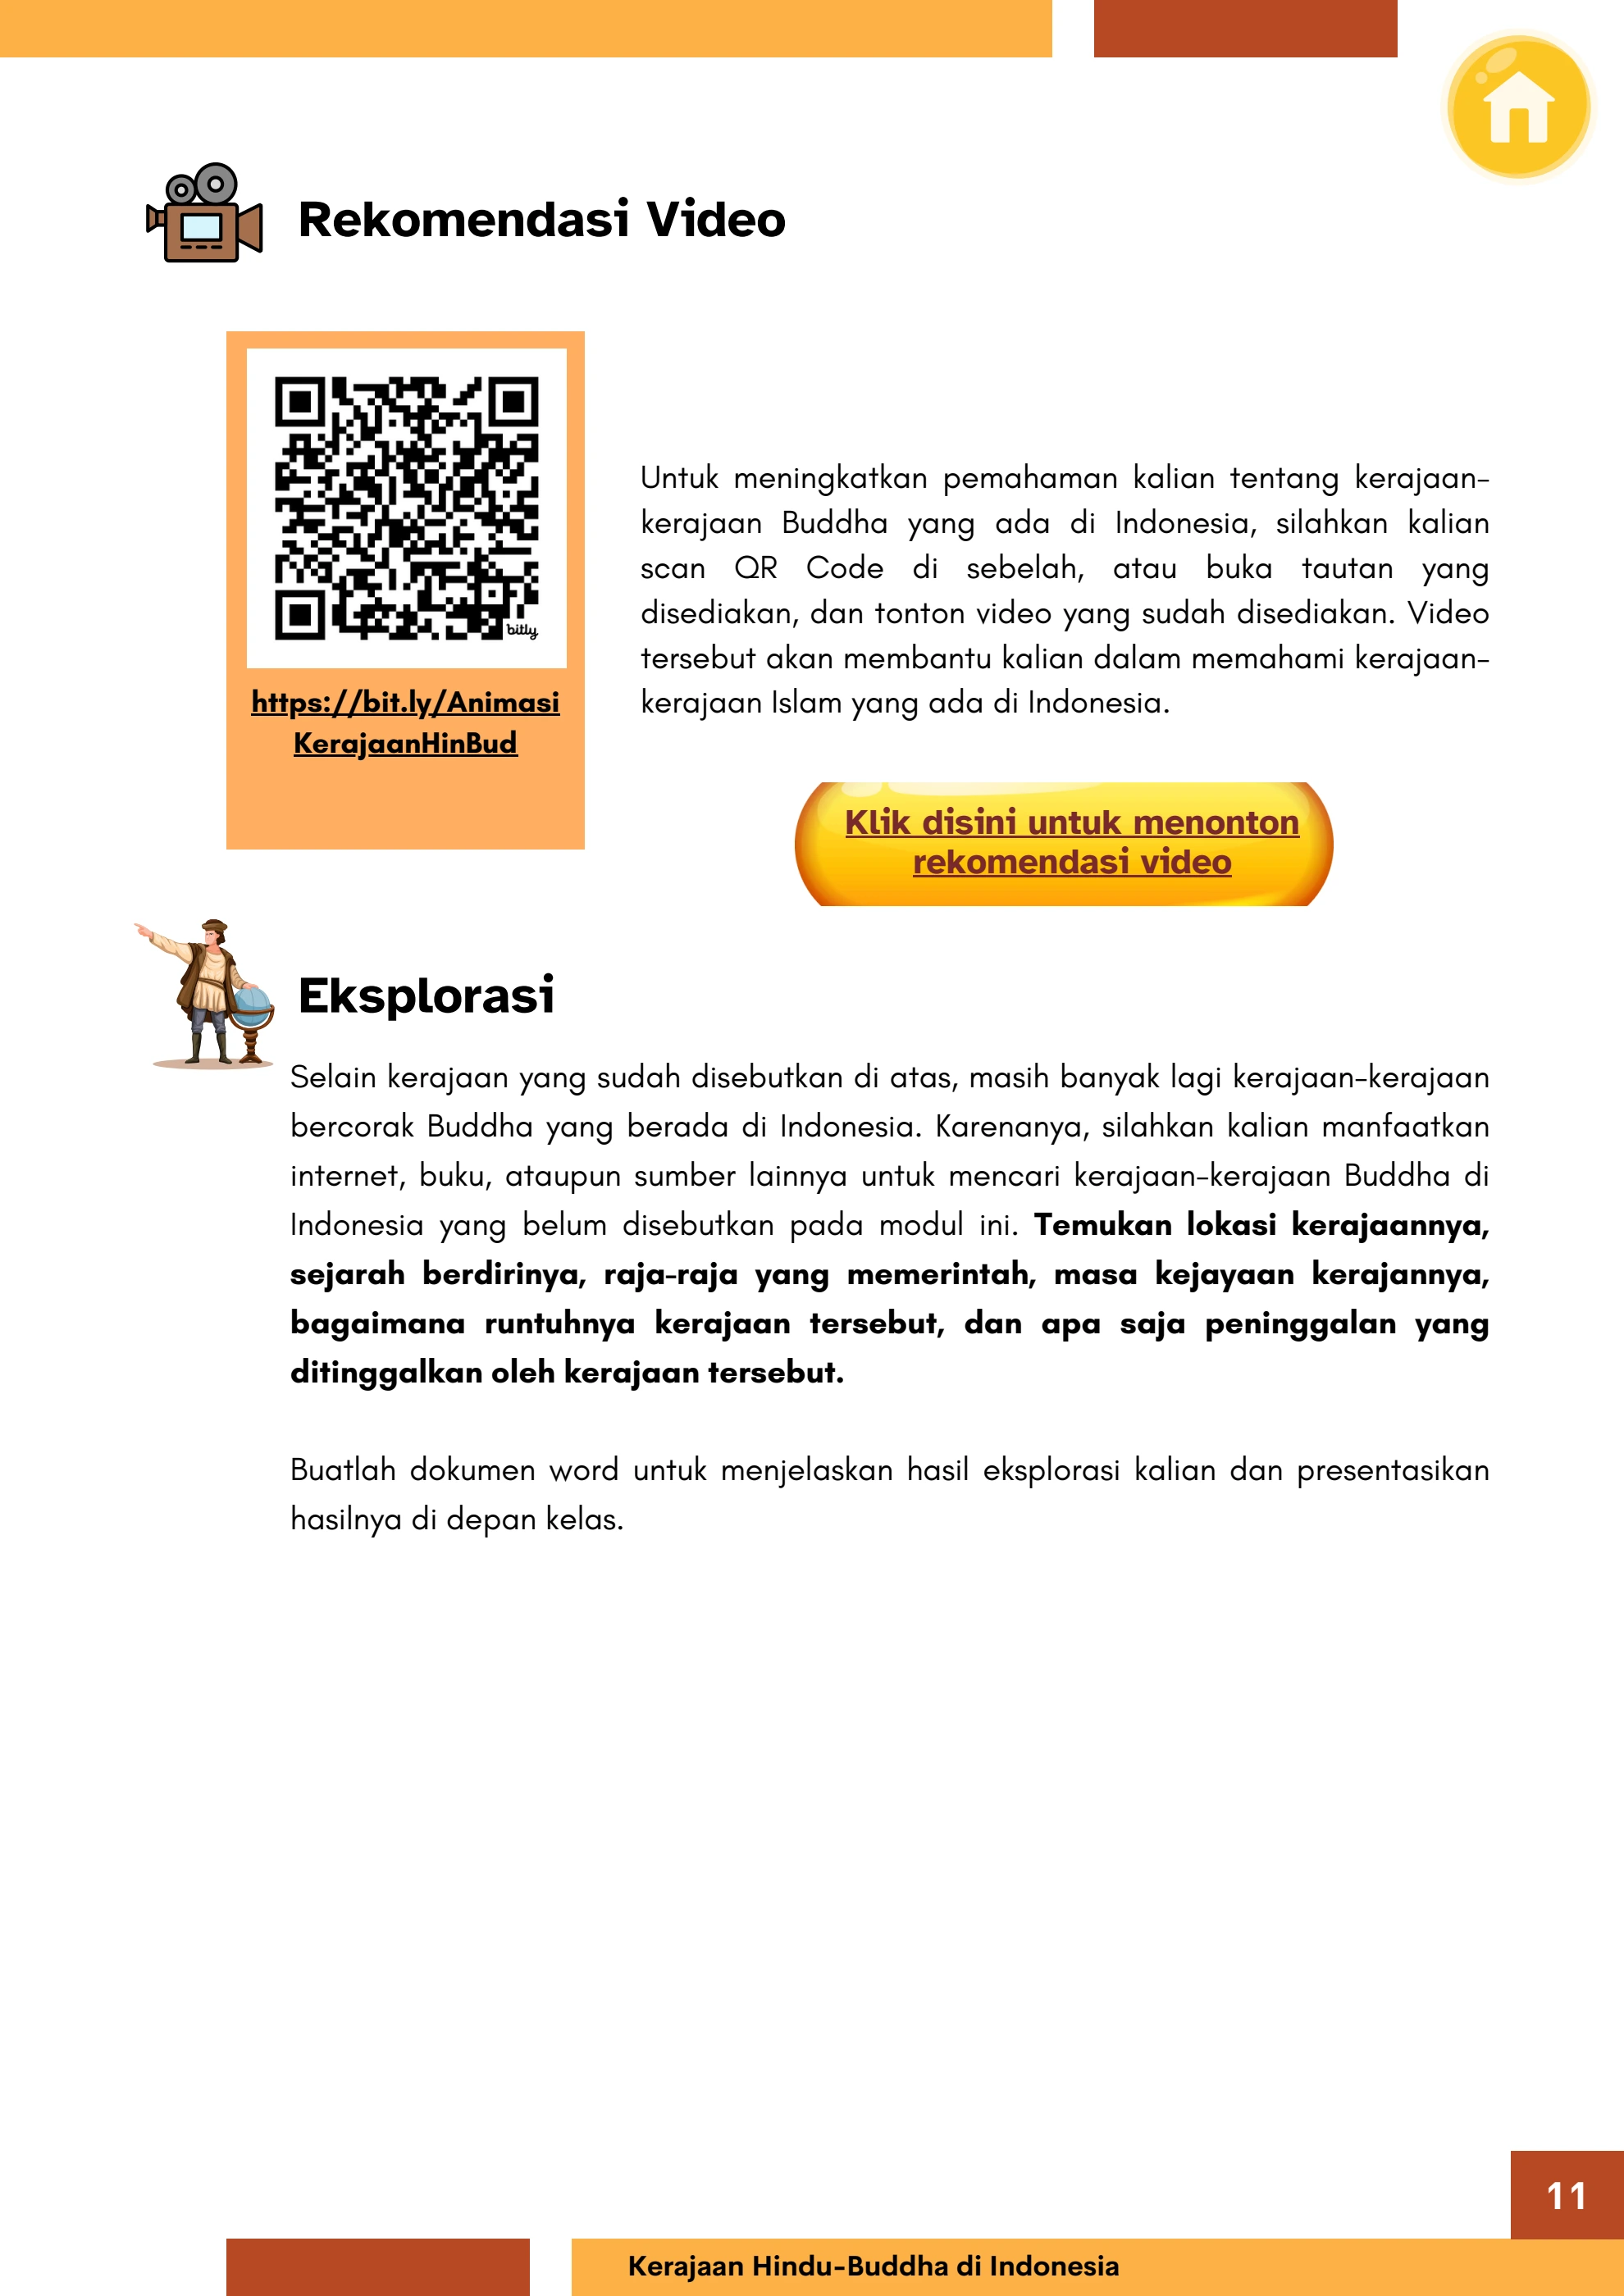 Rekomendasi Video
bitly
https://bit.ly/Animasi
KerajaanHinBud
Untuk meningkatkan pemahaman kalian tentang kerajaan-
kerajaan Buddha yang ada di Indonesia, silahkan kalian
scan QR Code di sebelah, atau buka tautan yang
disediakan, dan tonton video yang sudah disediakan. Video
tersebut akan membantu kalian dalam memahami kerajaan-
kerajaan Islam yang ada di Indonesia.
Klik disini untuk menonton
rekomendasi video
Eksplorasi
Selain kerajaan yang sudah disebutkan di atas, masih banyak lagi kerajaan-kerajaan
bercorak Buddha yang berada di Indonesia. Karenanya, silahkan kalian manfaatkan
internet, buku, ataupun sumber lainnya untuk mencari kerajaan-kerajaan Buddha di
Indonesia yang belum disebutkan pada modul ini. Temukan lokasi kerajaannya,
sejarah berdirinya, raja-raja yang memerintah, masa kejayaan kerajannya,
bagaimana runtuhnya kerajaan tersebut, dan apa saja peninggalan yang
ditinggalkan oleh kerajaan tersebut.
Buatlah dokumen word untuk menjelaskan hasil eksplorasi kalian dan presentasikan
hasilnya di depan kelas.
11
Kerajaan Hindu-Buddha di Indonesia